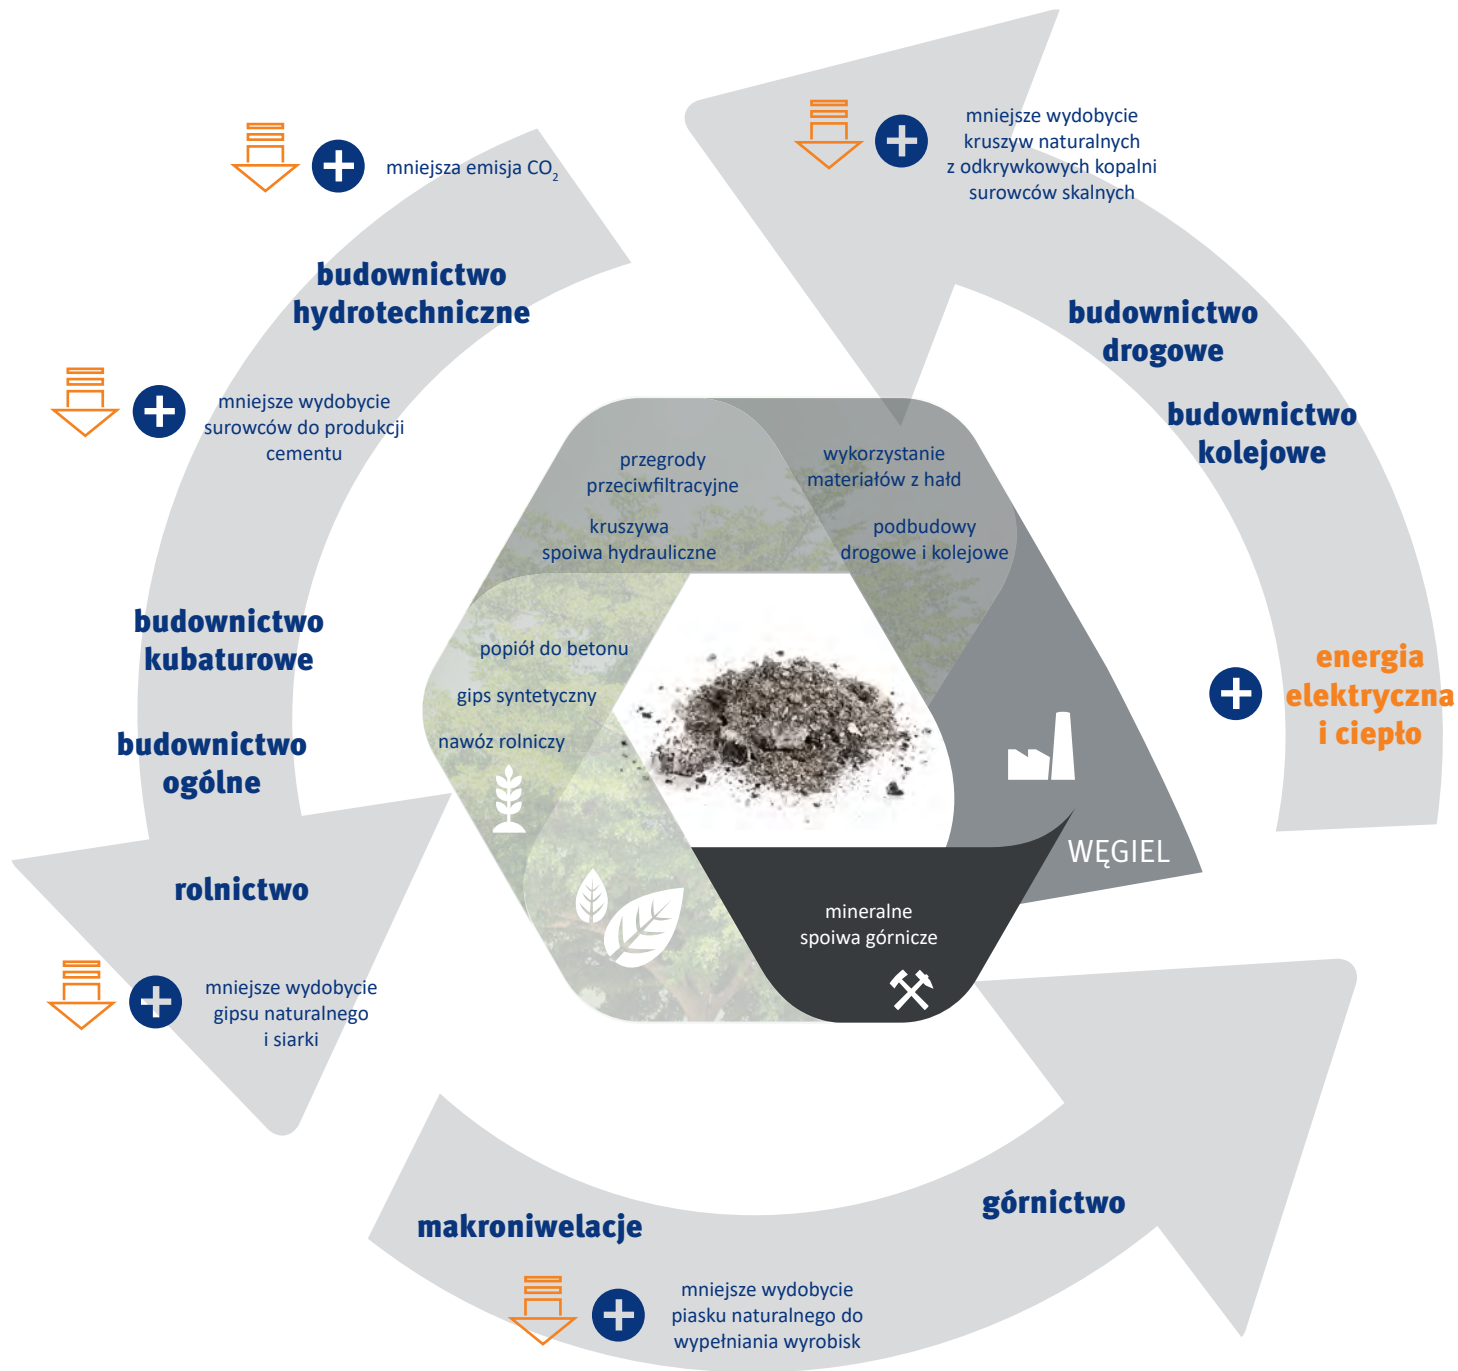 mniejsze wydobycie
kruszyw naturalnych
z odkrywkowych kopalni
surowców skalnych
mniejsza emisja CO₂
budownictwo
hydrotechniczne
budownictwo
drogowe
budownictwo
kolejowe
mniejsze wydobycie
surowców do produkcji
cementu
przegrody
przeciwfiltracyjne
kruszywa
spoiwa hydrauliczne
wykorzystanie
materiałów z hałd
podbudowy
drogowe i kolejowe
budownictwo
kubaturowe
popiół do betonu
gips syntetyczny
nawóz rolniczy
energia
elektryczna
i ciepło
budownictwo
ogólne
WĘGIEL
rolnictwo
mineralne
spoiwa górnicze
mniejsze wydobycie
gipsu naturalnego
i siarki
górnictwo
makroniwelacje
mniejsze wydobycie
piasku naturalnego do
wypełniania wyrobisk